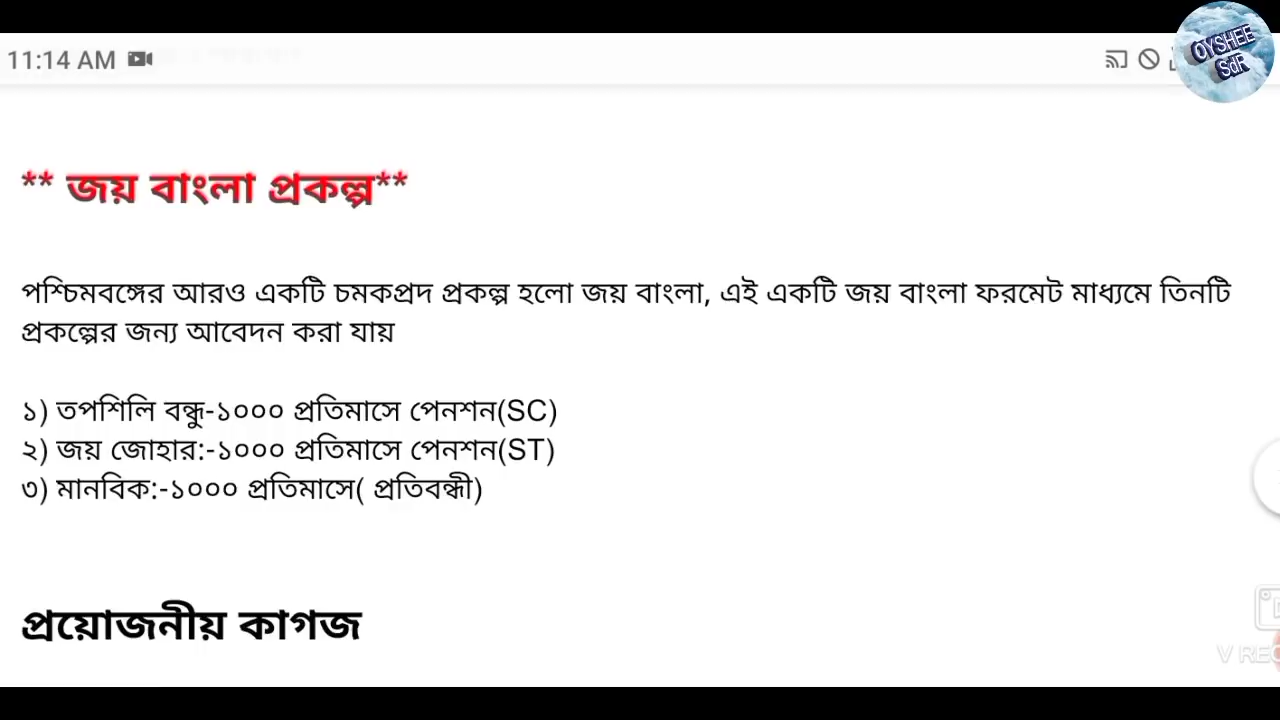 11:14 AM
OYSHEE
SdR
** জয় বাংলা প্রকল্প**
পশ্চিমবঙ্গের আরও একটি চমকপ্রদ প্রকল্প হলো জয় বাংলা, এই একটি জয় বাংলা ফরমেট মাধ্যমে তিনটি
প্রকল্পের জন্য আবেদন করা যায়
১) তপশিলি বন্ধু-১০০০ প্রতিমাসে পেনশন(SC)
২) জয় জোহার:-১০০০ প্রতিমাসে পেনশন(ST)
৩) মানবিক:-১০০০ প্রতিমাসে( প্রতিবন্ধী)
প্রয়োজনীয় কাগজ
V REC